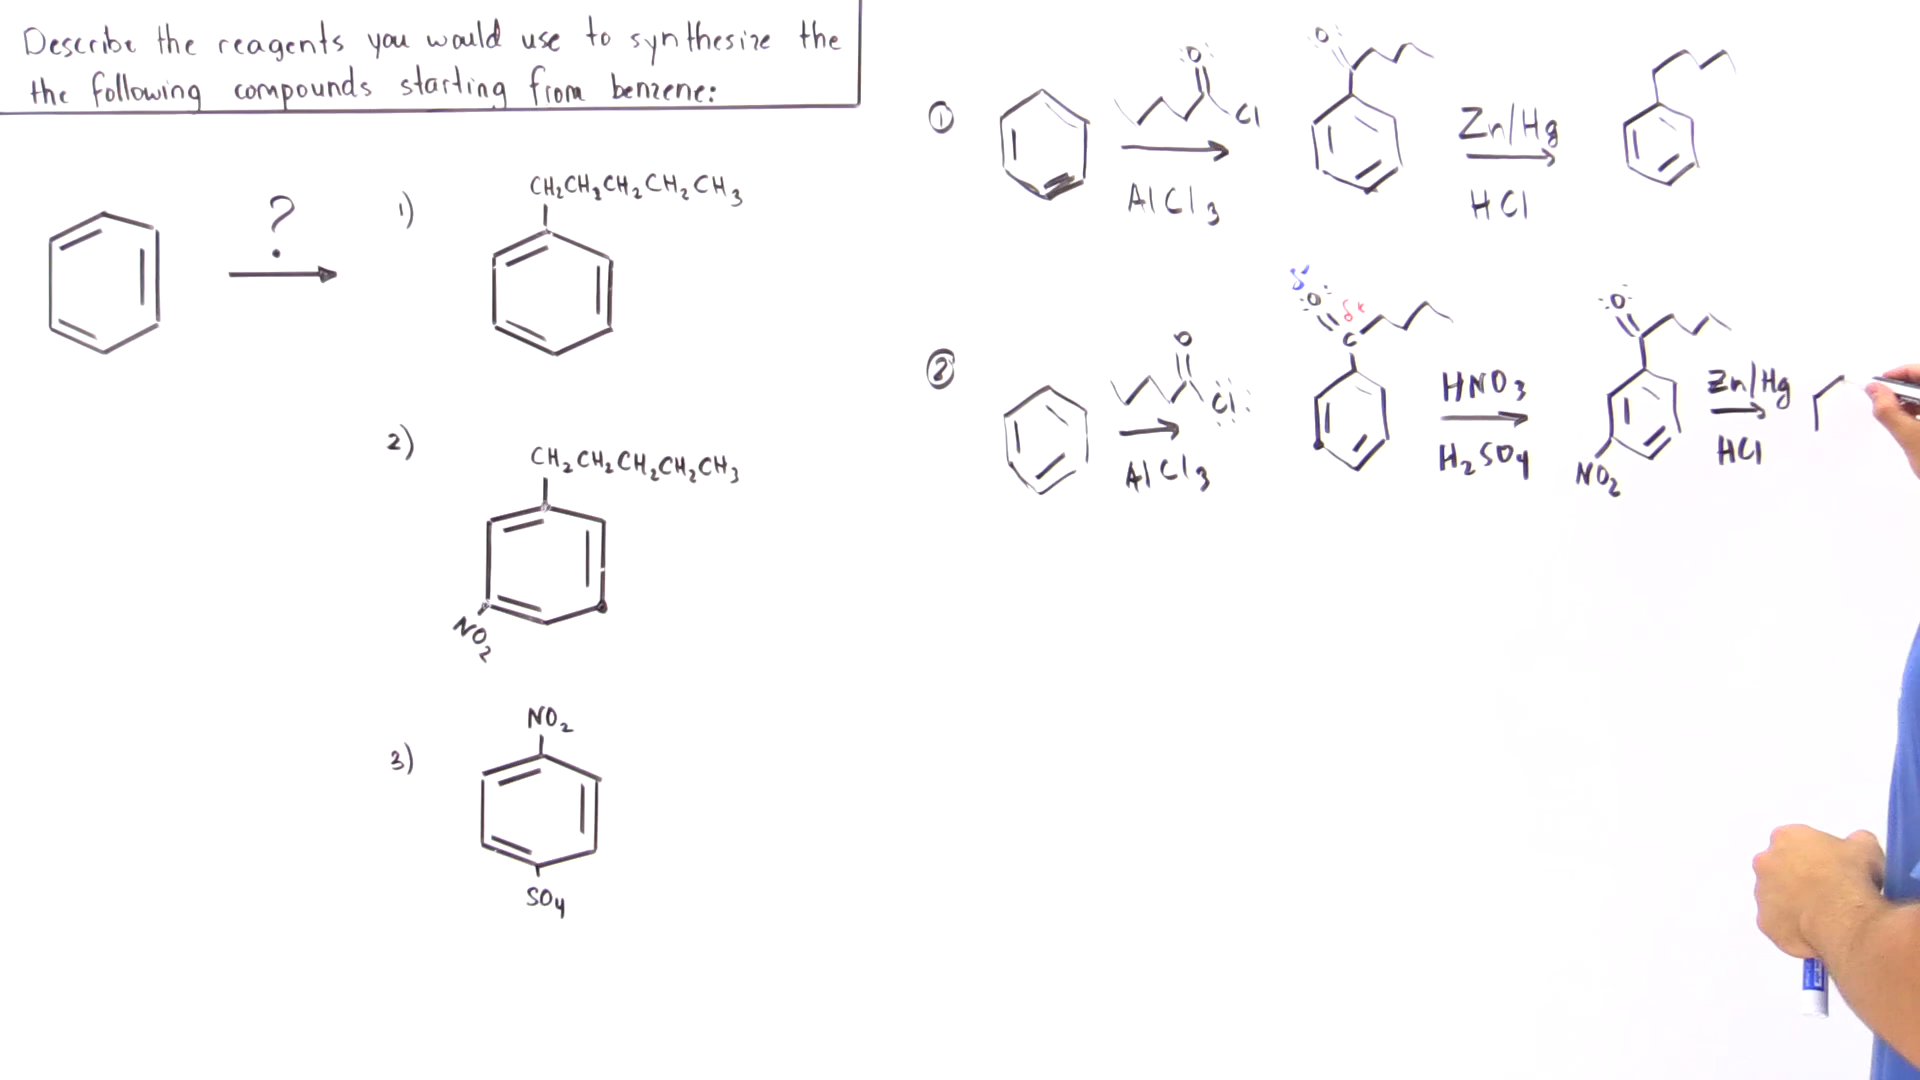 Describe the reagents you would use to synthesize the
the following compounds starting from benzene:
?
1)
CH₂CH₂CH₂CH₂CH₃
2)
CH₂CH₂CH₂CH₂CH₃
NO₂
3)
NO₂
SO₄
①
O
Cl
AlCl₃
O
Zn/Hg
HCl
②
O
Cl
AlCl₃
δ-
O
δ+
C
HNO₃
H₂SO₄
O
NO₂
Zn/Hg
HCl